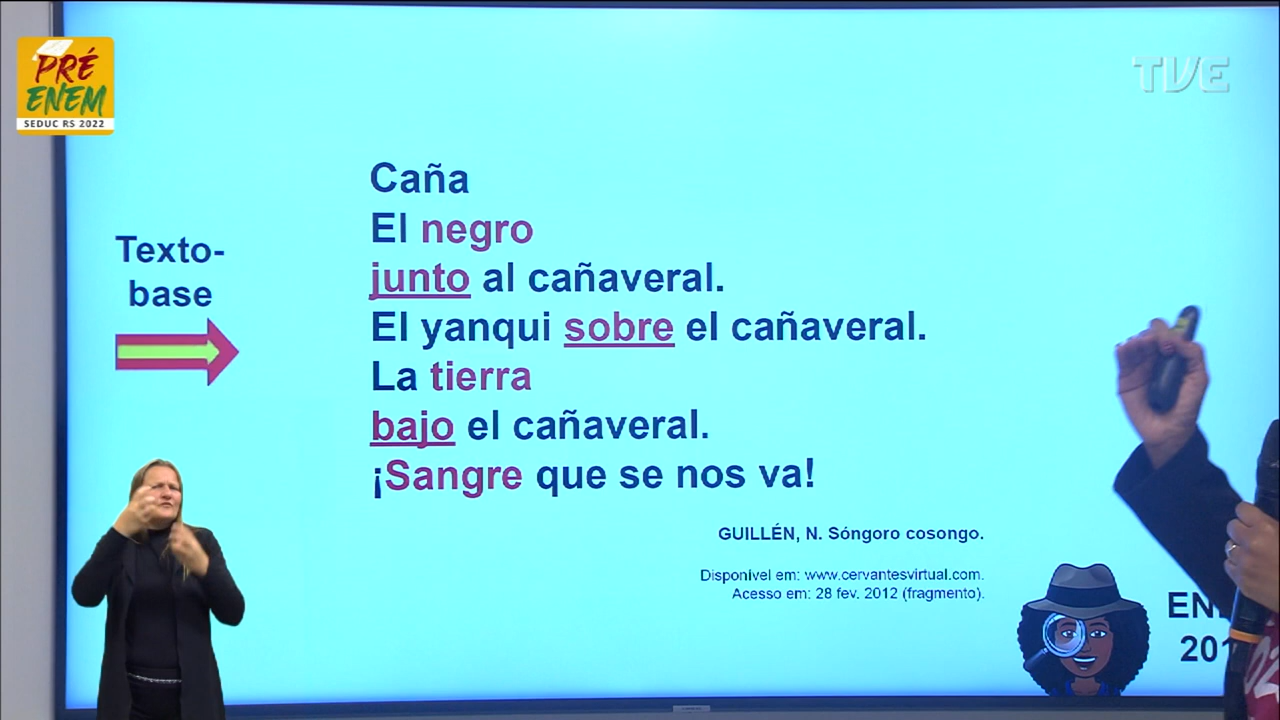 PRÉ
ENEM
SEDUC RS 2022
TVE
Texto-
base
Caña
El negro
junto al cañaveral.
El yanqui sobre el cañaveral.
La tierra
bajo el cañaveral.
¡Sangre que se nos va!
GUILLÉN, N. Sóngoro cosongo.
Disponível em: www.cervantesvirtual.com.
Acesso em: 28 fev. 2012 (fragmento).